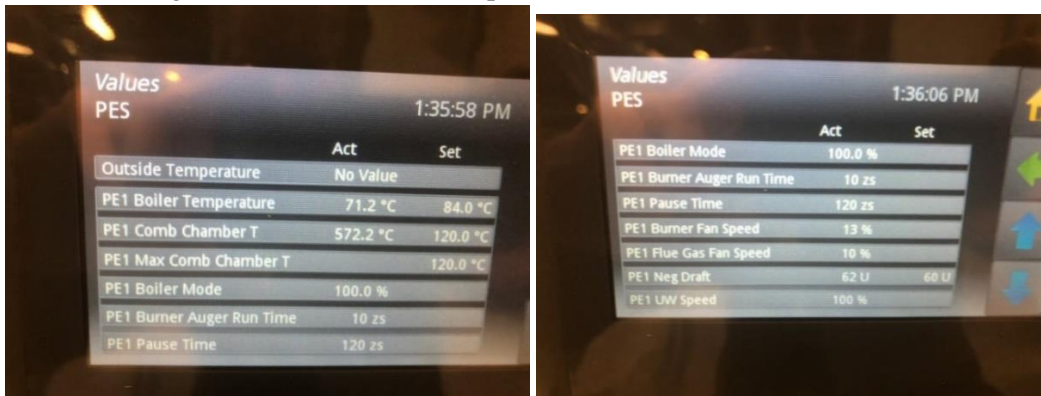 Values
PES 1:35:58 PM
Act Set
Outside Temperature No Value
PE1 Boiler Temperature 71.2 °C 84.0 °C
PE1 Comb Chamber T 572.2 °C 120.0 °C
PE1 Max Comb Chamber T 120.0 °C
PE1 Boiler Mode 100.0 %
PE1 Burner Auger Run Time 10 zs
PE1 Pause Time 120 zs
Values
PES 1:36:06 PM
Act Set
PE1 Boiler Mode 100.0 %
PE1 Burner Auger Run Time 10 zs
PE1 Pause Time 120 zs
PE1 Burner Fan Speed 13 %
PE1 Flue Gas Fan Speed 10 %
PE1 Neg Draft 62 U 60 U
PE1 UW Speed 100 %